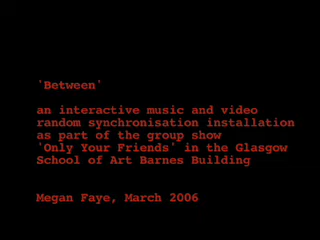 'Between'
an interactive music and video
random synchronisation installation
as part of the group show
'Only Your Friends' in the Glasgow
School of Art Barnes Building
Megan Faye, March 2006